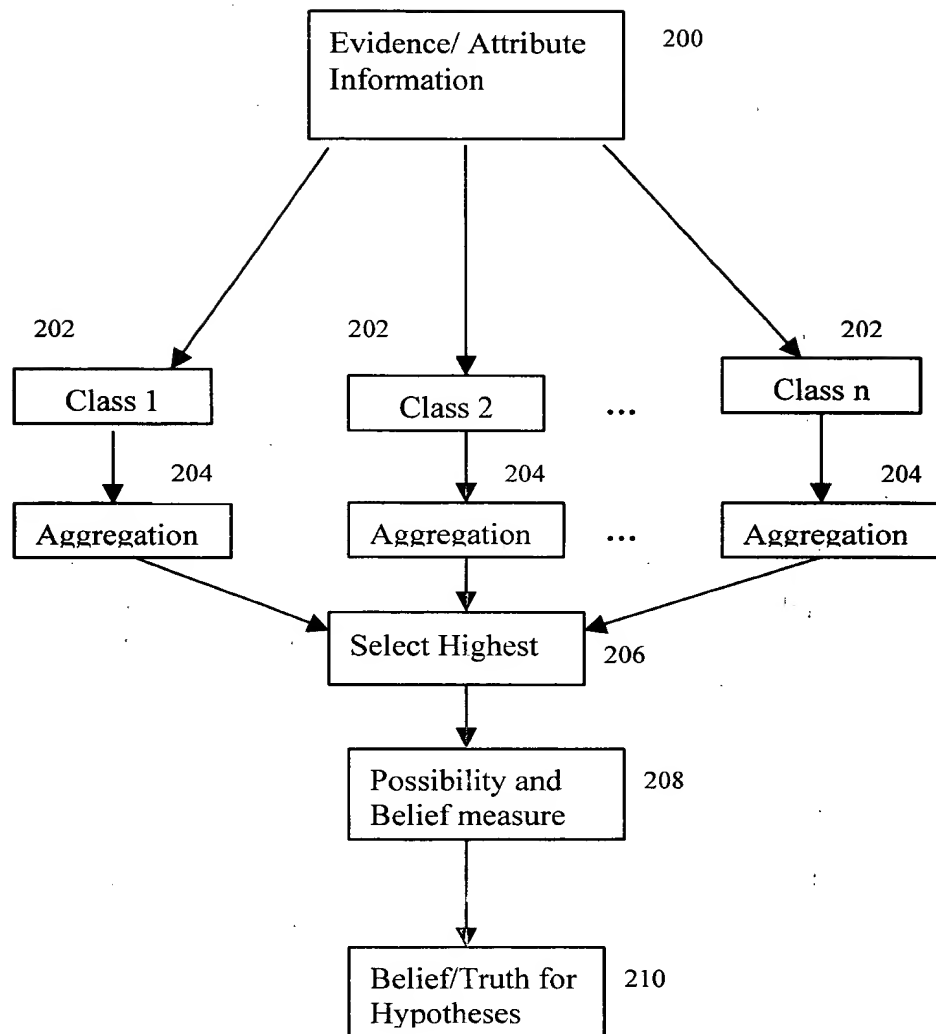 Evidence/ Attribute
Information
200
202
202
202
Class 1
Class 2
...
Class n
204
204
204
Aggregation
Aggregation
...
Aggregation
Select Highest
206
Possibility and
Belief measure
208
Belief/Truth for
Hypotheses
210